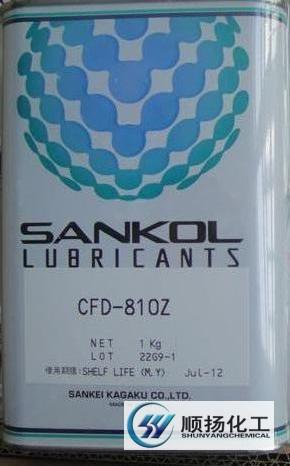 SANKOL
LUBRICANTS
CFD-810Z
NET 1 Kg
LOT 22G9-1
使用期限:SHELF LIFE (M.Y) Jul-12
SANKEI KAGAKU CO.,LTD.
顺扬化工
SHUNYANGCHEMICAL